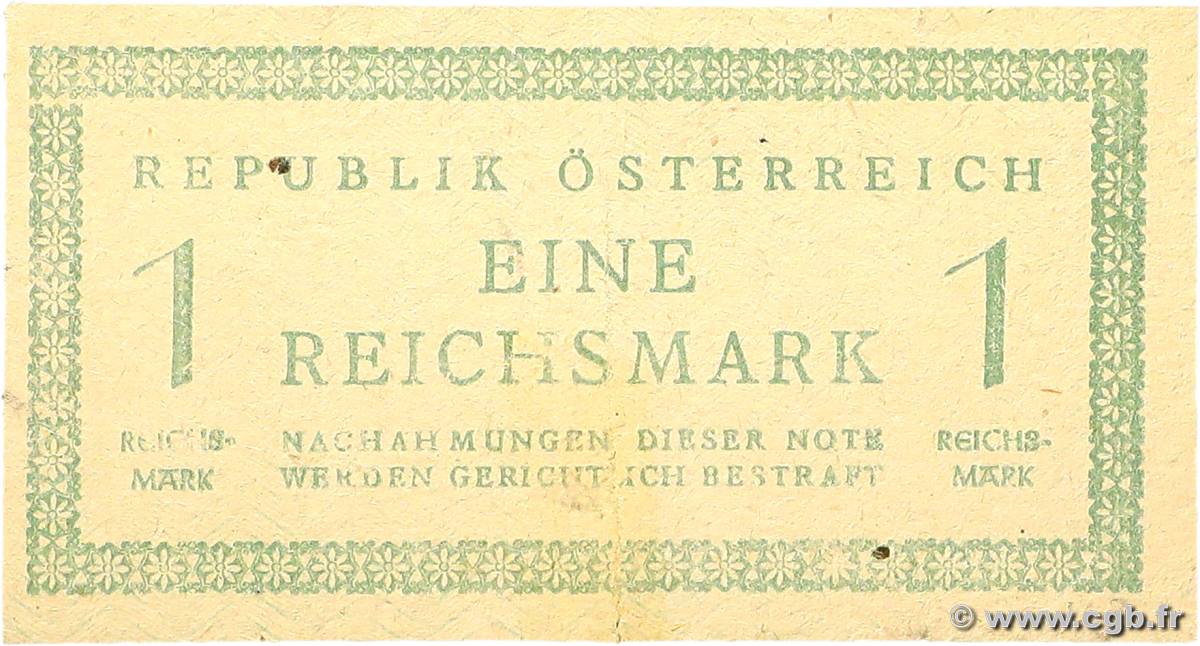 REPUBLIK ÖSTERREICH
EINE
1 1
REICHSMARK
REICHS- NACHAHMUNGEN DIESER NOTE REICHS-
MARK WERDEN GERICHTLICH BESTRAFT MARK
© www.cgb.fr